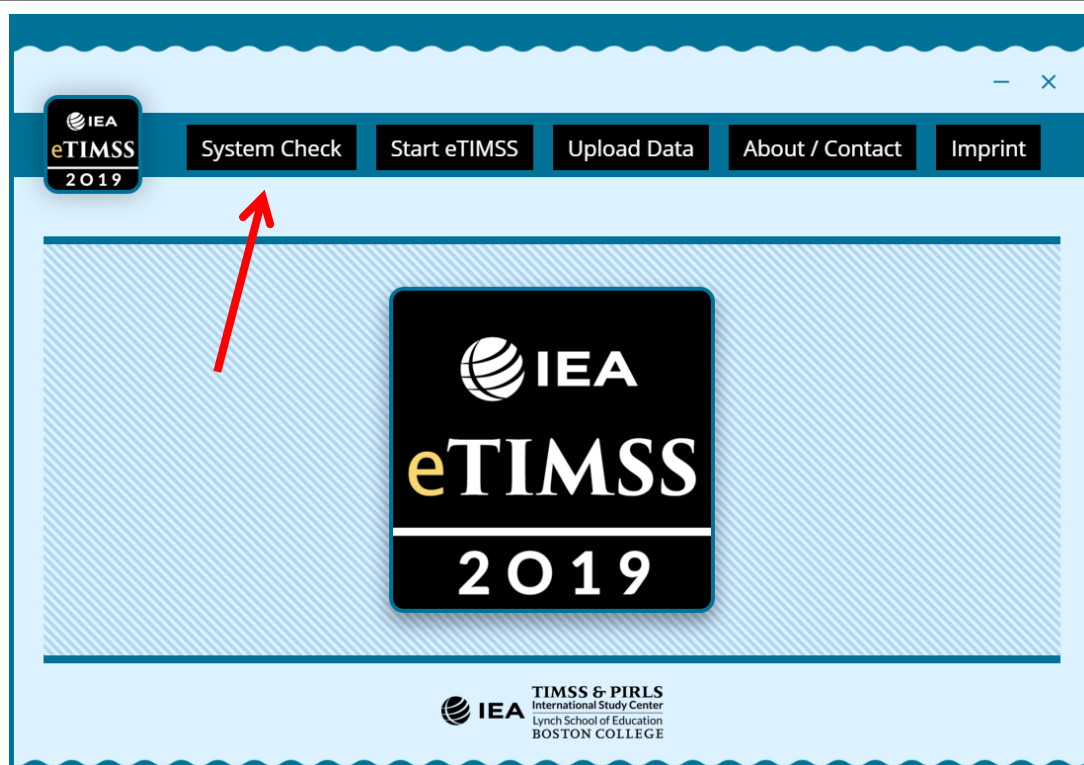 IEA
eTIMSS
2019
System Check
Start eTIMSS
Upload Data
About / Contact
Imprint
IEA
eTIMSS
2019
IEA
TIMSS & PIRLS
International Study Center
Lynch School of Education
BOSTON COLLEGE